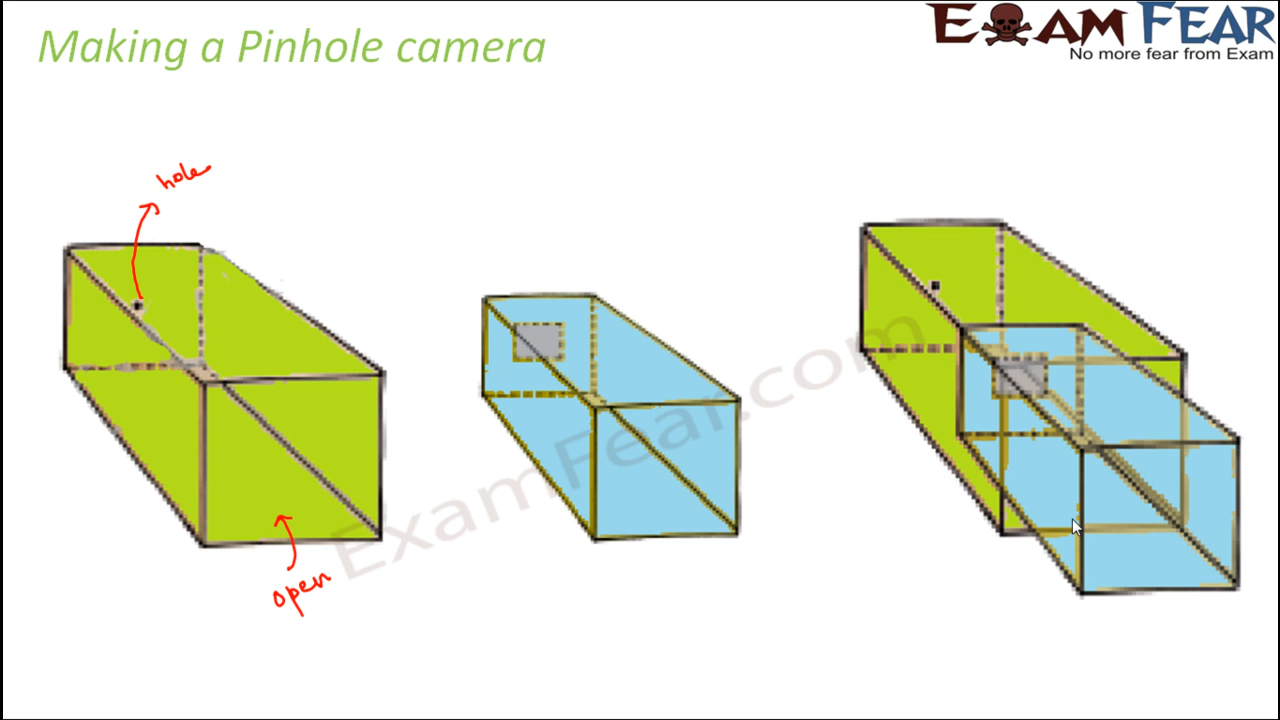 Making a Pinhole camera
EXAM FEAR
No more fear from Exam
hole
open
ExamFear.com